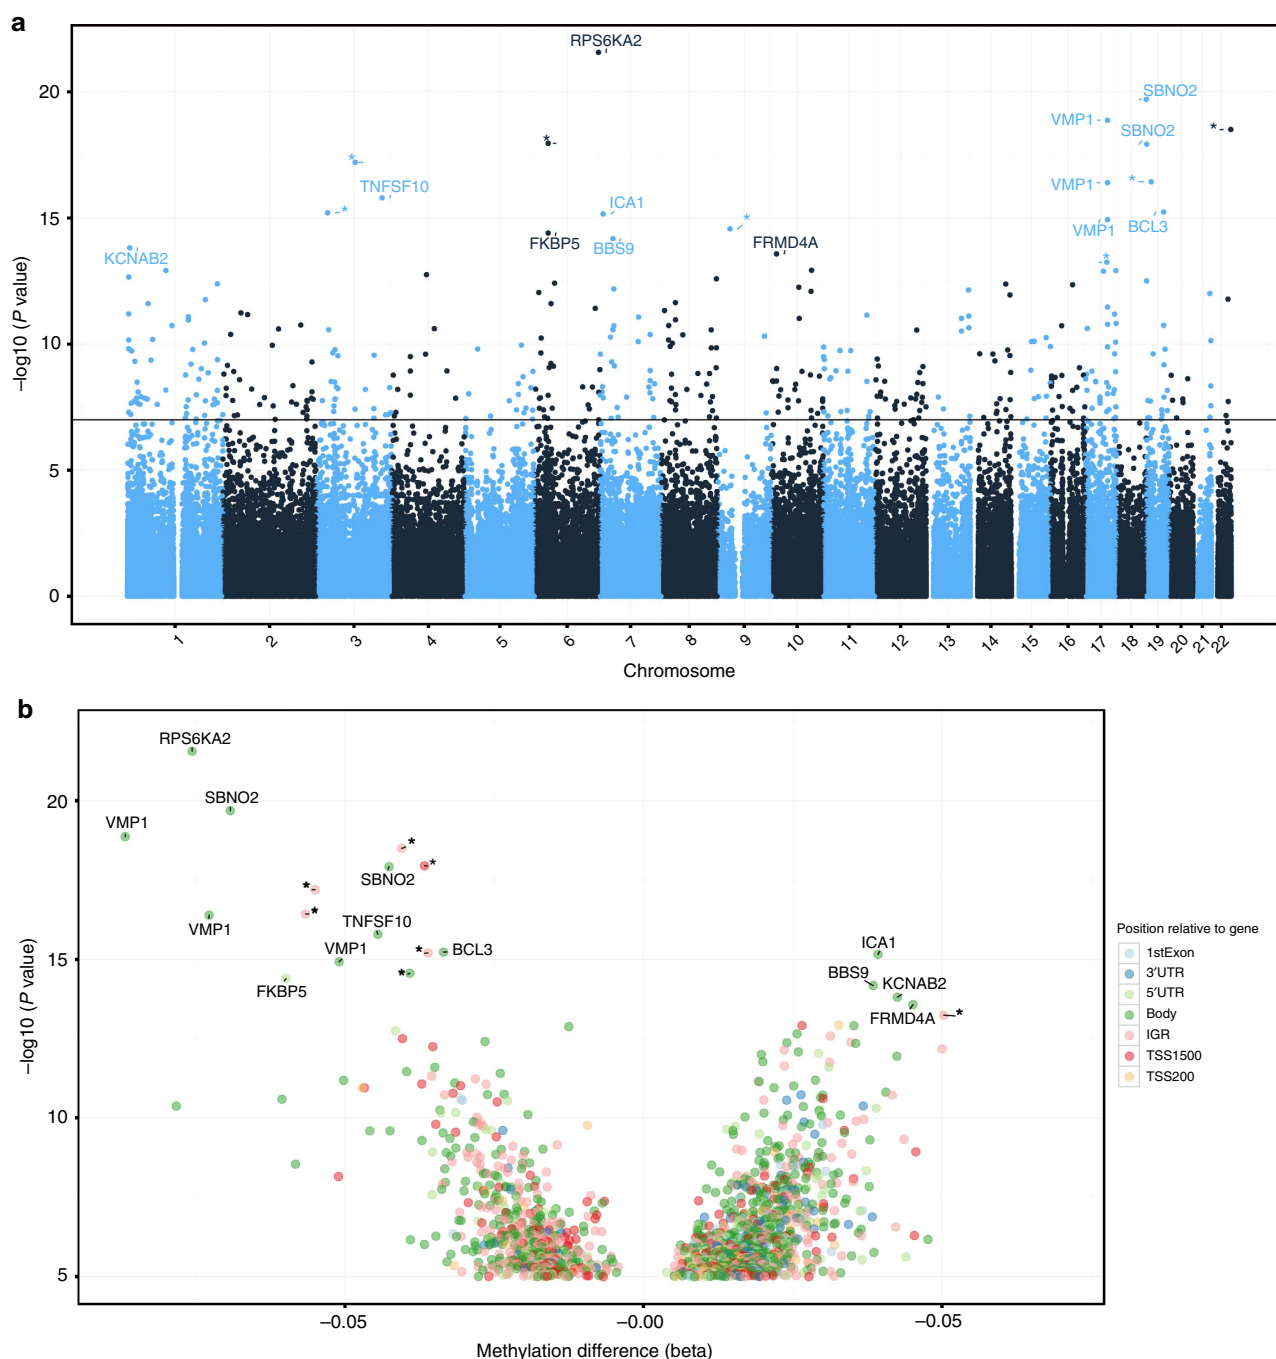 a
RPS6KA2
20
SBNO2
VMP1
*
SBNO2
*
*
TNFSF10
VMP1
*
15
*
ICA1
*
BCL3
VMP1
KCNAB2
FKBP5
BBS9
FRMD4A
*
10
5
0
–log10 (P value)
1 2 3 4 5 6 7 8 9 10 11 12 13 14 15 16 17 18 19 20 21 22
Chromosome
b
RPS6KA2
20
SBNO2
VMP1
*
*
SBNO2
*
*
VMP1
TNFSF10
VMP1
*
BCL3
ICA1
15
*
BBS9
KCNAB2
FKBP5
FRMD4A
*
10
5
–log10 (P value)
–0.05 –0.00 –0.05
Methylation difference (beta)
Position relative to gene
1stExon
3′UTR
5′UTR
Body
IGR
TSS1500
TSS200